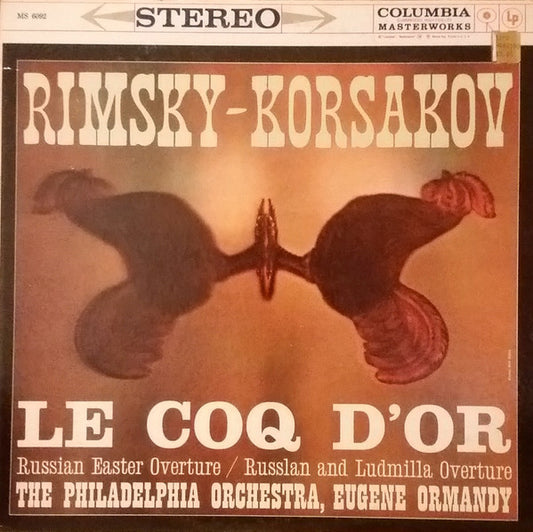 MS 6092
STEREO
COLUMBIA
MASTERWORKS
LP
RIMSKY-KORSAKOV
LE COQ D'OR
Russian Easter Overture / Russlan and Ludmilla Overture
THE PHILADELPHIA ORCHESTRA, EUGENE ORMANDY